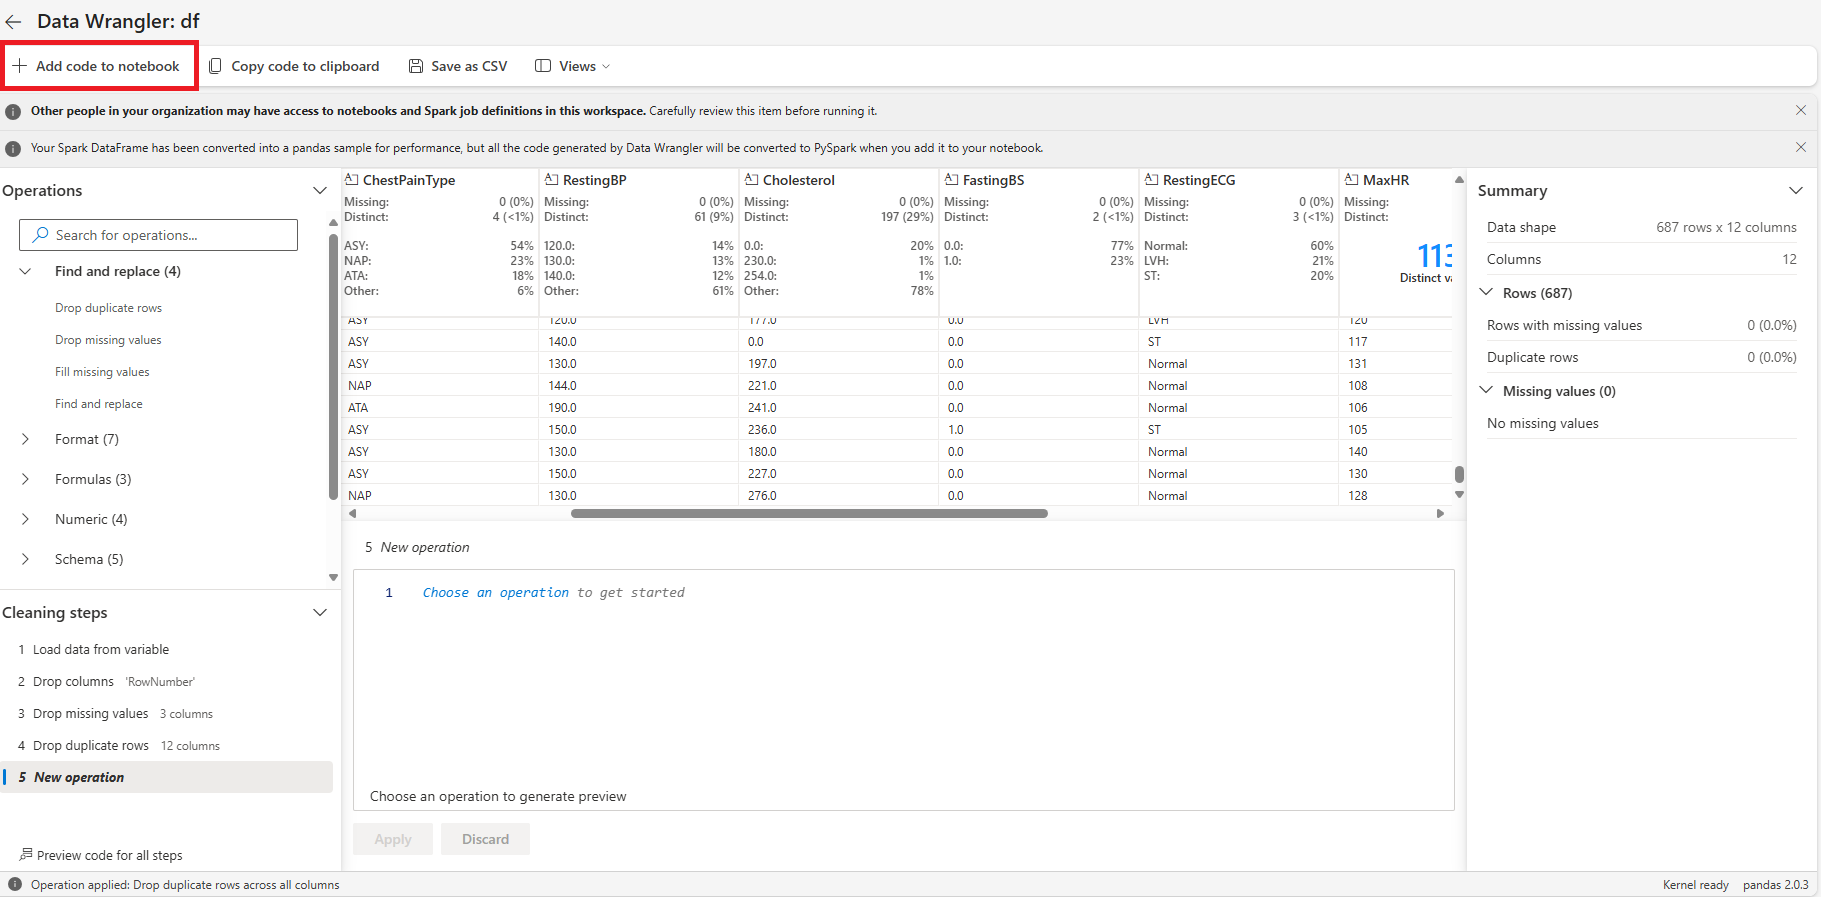 Data Wrangler: df
Add code to notebook
Copy code to clipboard
Save as CSV
Views
Other people in your organization may have access to notebooks and Spark job definitions in this workspace. Carefully review this item before running it.
Your Spark DataFrame has been converted into a pandas sample for performance, but all the code generated by Data Wrangler will be converted to PySpark when you add it to your notebook.
Operations
Search for operations...
Find and replace (4)
Drop duplicate rows
Drop missing values
Fill missing values
Find and replace
Format (7)
Formulas (3)
Numeric (4)
Schema (5)
Cleaning steps
1 Load data from variable
2 Drop columns 'RowNumber'
3 Drop missing values 3 columns
4 Drop duplicate rows 12 columns
5 New operation
Preview code for all steps
ChestPainType RestingBP Cholesterol FastingBS RestingECG MaxHR
Missing: 0 (0%) Missing: 0 (0%) Missing: 0 (0%) Missing: 0 (0%) Missing: 0 (0%) Missing:
Distinct: 4 (<1%) Distinct: 61 (9%) Distinct: 197 (29%) Distinct: 2 (<1%) Distinct: 3 (<1%) Distinct:
ASY: 54% 120.0: 14% 0.0: 20% 0.0: 77% Normal: 60% 113
NAP: 23% 130.0: 13% 230.0: 1% 1.0: 23% LVH: 21%
ATA: 18% 140.0: 12% 254.0: 1% ST: 20% Distinct va
Other: 6% Other: 61% Other: 78%
ASY 120.0 177.0 0.0 LVH 120
ASY 140.0 0.0 0.0 ST 117
ASY 130.0 197.0 0.0 Normal 131
NAP 144.0 221.0 0.0 Normal 108
ATA 190.0 241.0 0.0 Normal 106
ASY 150.0 236.0 1.0 ST 105
ASY 130.0 180.0 0.0 Normal 140
ASY 150.0 227.0 0.0 Normal 130
NAP 130.0 276.0 0.0 Normal 128
5 New operation
1 Choose an operation to get started
Choose an operation to generate preview
Apply
Discard
Summary
Data shape 687 rows x 12 columns
Columns 12
Rows (687)
Rows with missing values 0 (0.0%)
Duplicate rows 0 (0.0%)
Missing values (0)
No missing values
Operation applied: Drop duplicate rows across all columns
Kernel ready
pandas 2.0.3